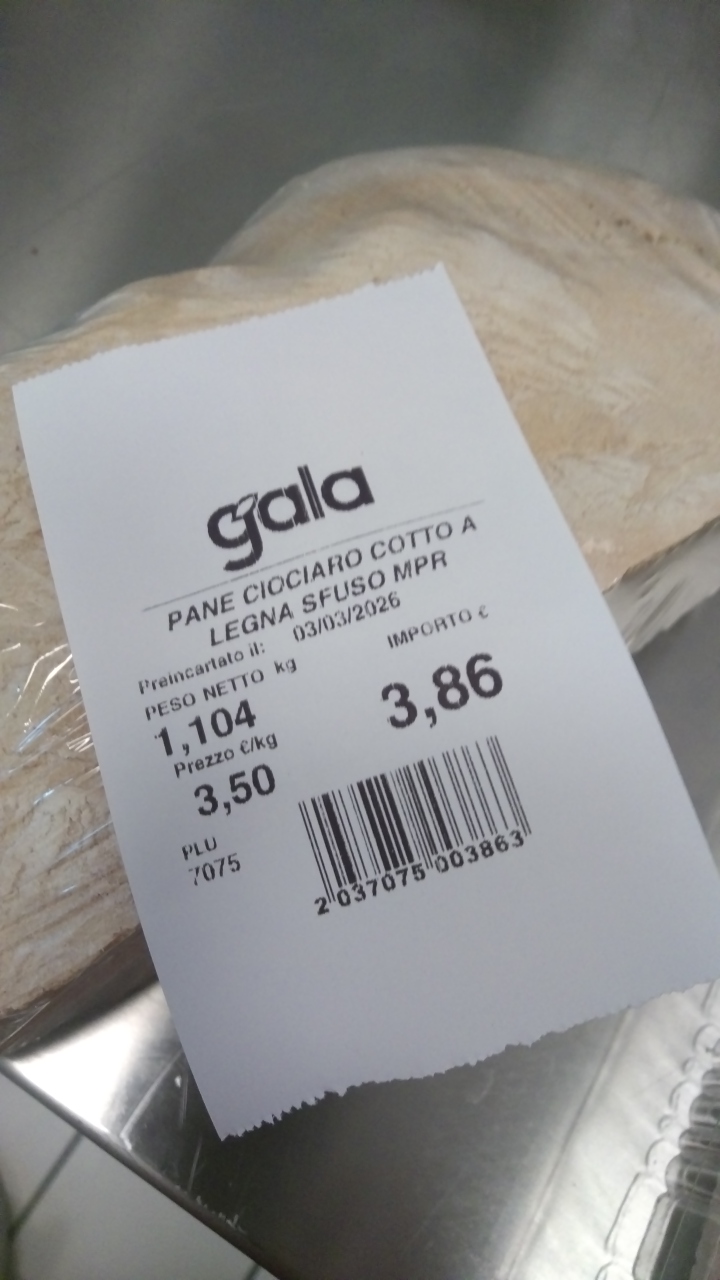 gala
PANE CIOCIARO COTTO A
LEGNA SFUSO MPR
Preincartato il: 03/03/2026
PESO NETTO kg
IMPORTO €
1,104
3,86
Prezzo €/kg
3,50
PLU
7075
2 037075 003863